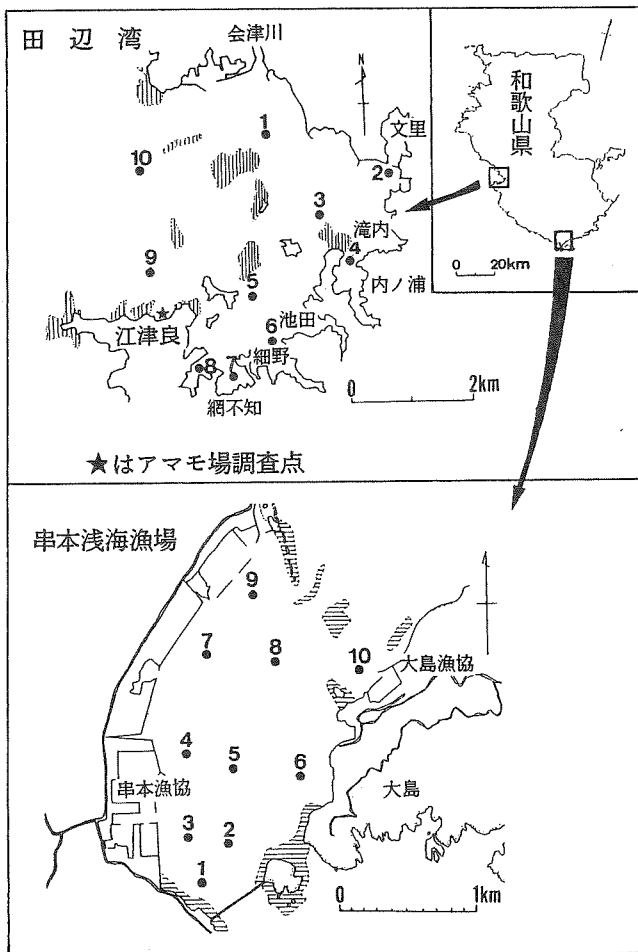 田辺湾
会津川
N
文里
1
2
10
3
滝内
4
9
5
内ノ浦
池田
6
江津良
細野
8
7
網不知
0 2km
★はアマモ場調査点
和歌山県
0 20km
串本浅海漁場
9
7
8
10
大島漁協
4
5
6
串本漁協
大島
3
2
1
0 1km